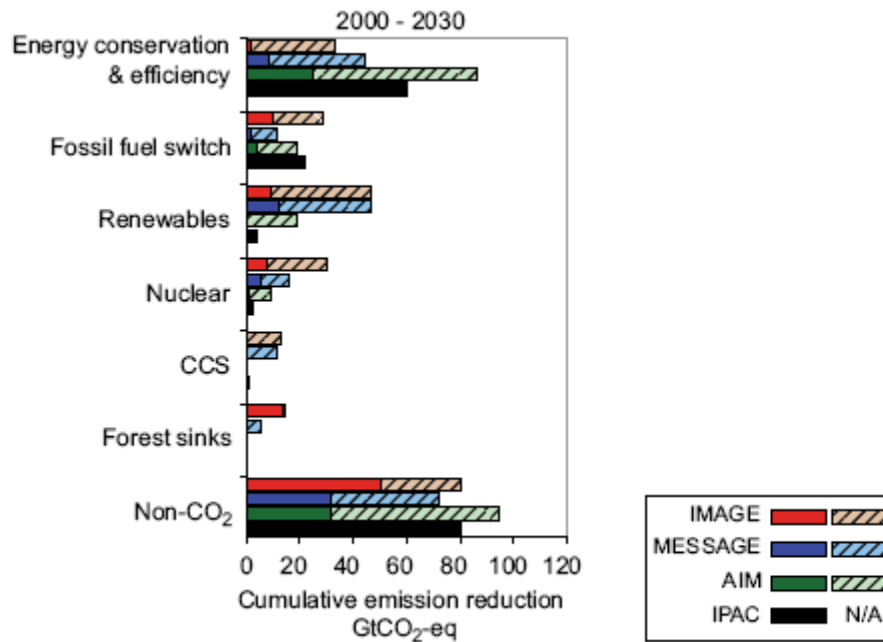 2000 - 2030
Energy conservation
& efficiency
Fossil fuel switch
Renewables
Nuclear
CCS
Forest sinks
Non-CO₂
0 20 40 60 80 100 120
Cumulative emission reduction
GtCO₂-eq
IMAGE
MESSAGE
AIM
IPAC N/A